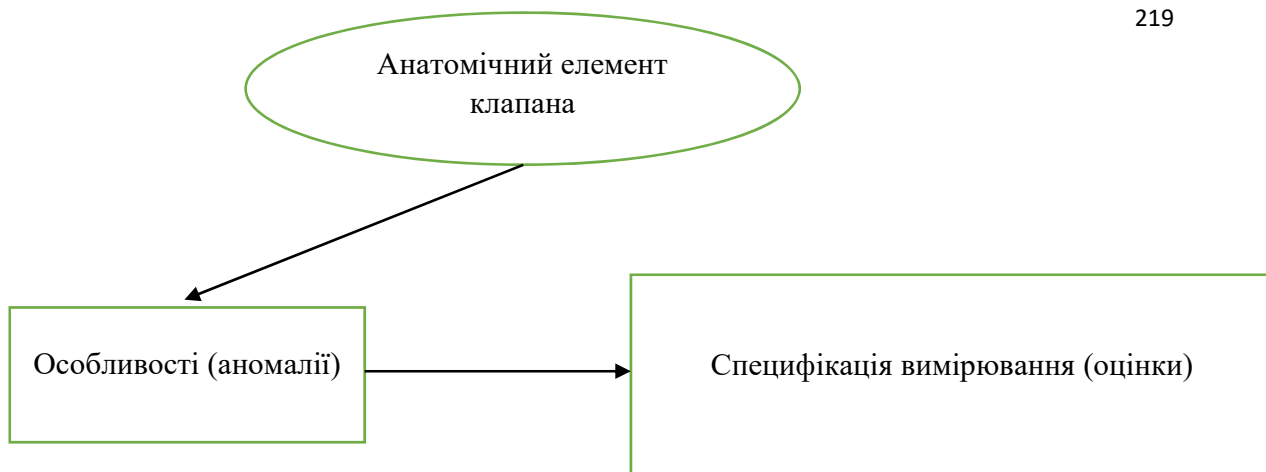 219
Анатомічний елемент
клапана
Особливості (аномалії)
Специфікація вимірювання (оцінки)